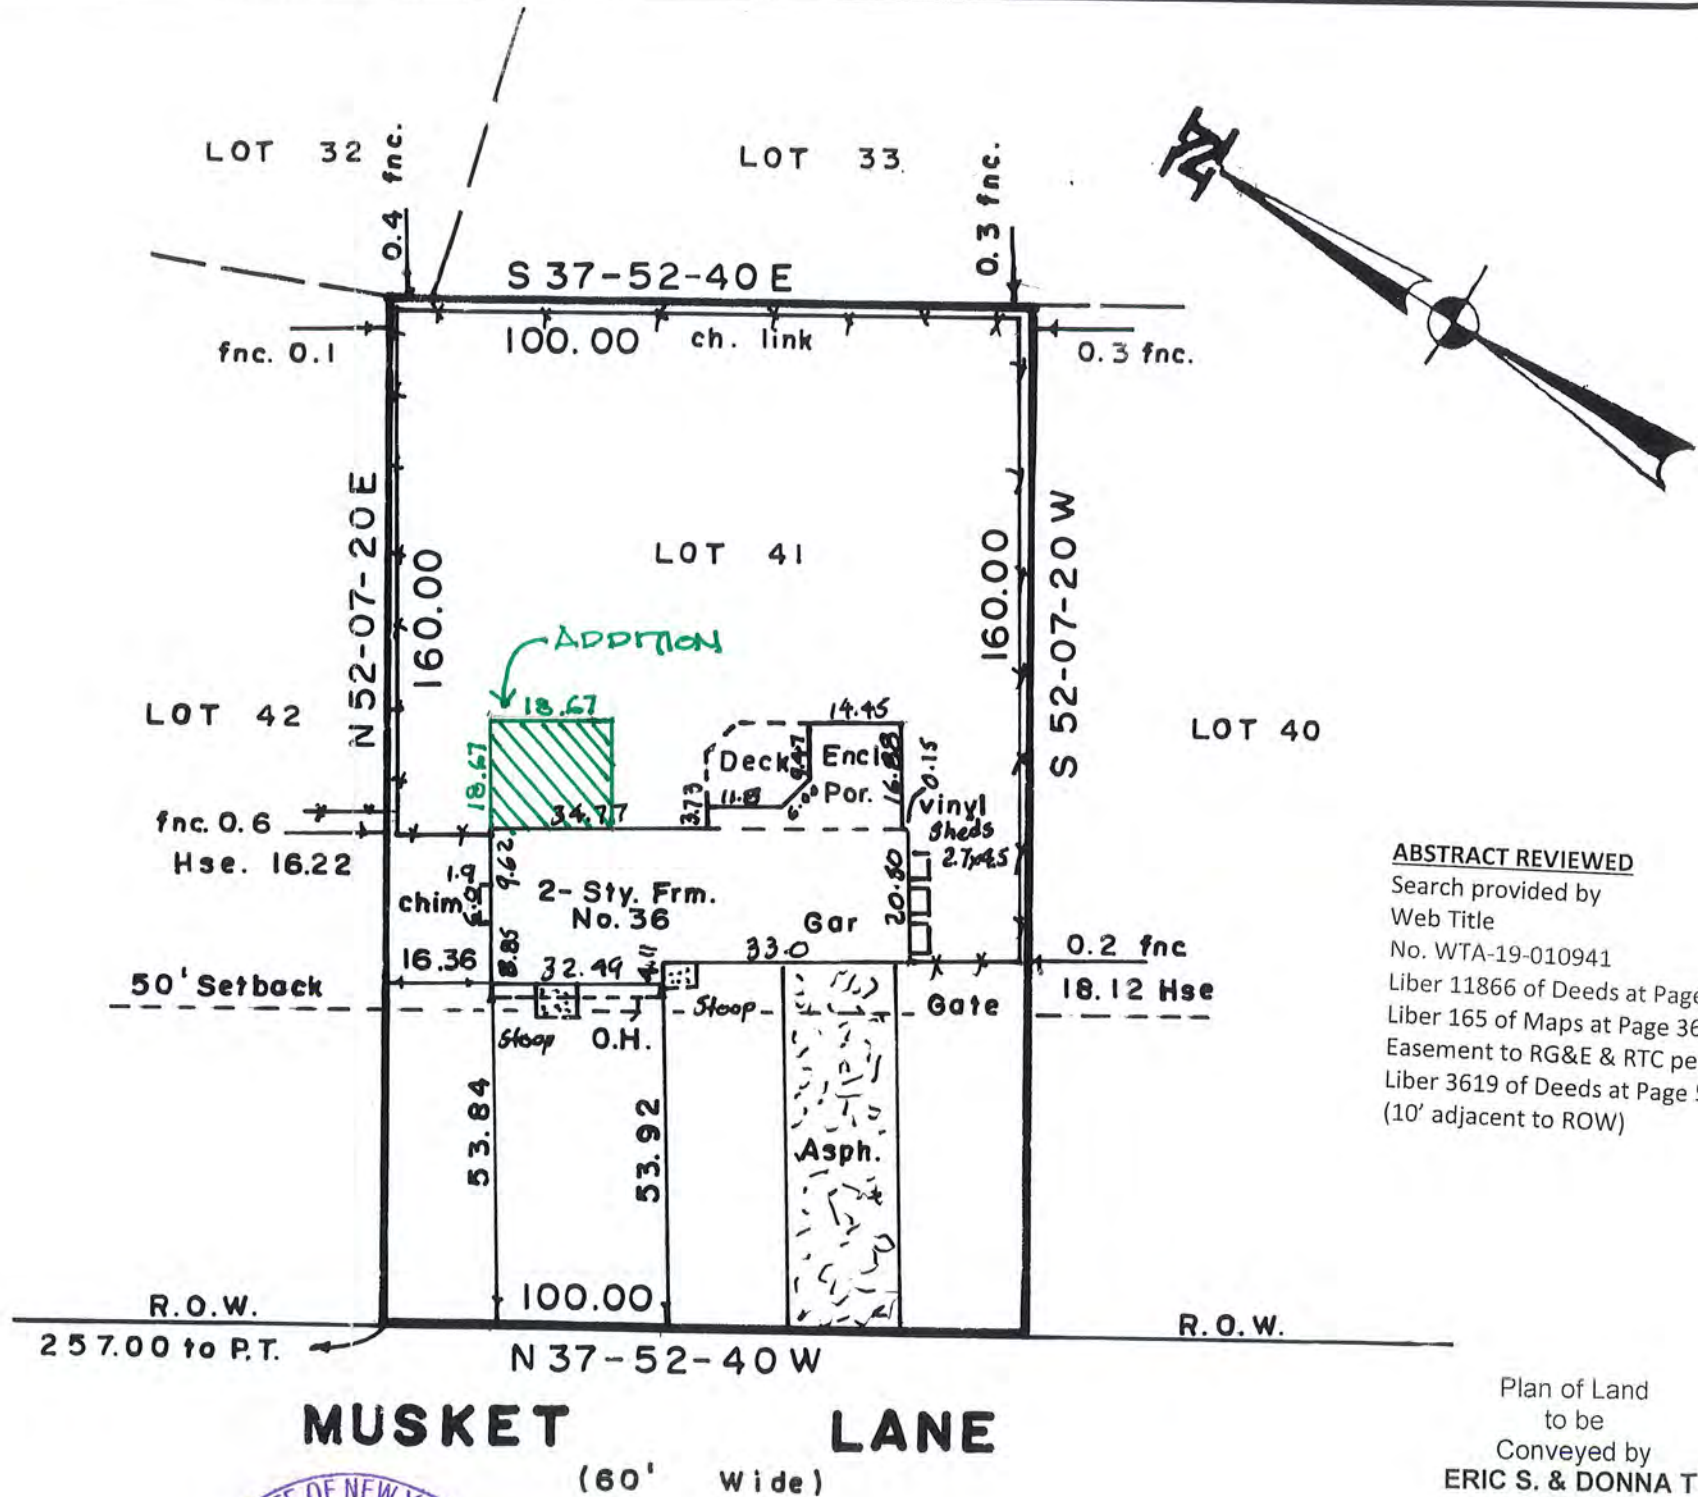 LOT 32
0.4 fnc.
LOT 33
0.3 fnc.
N
S 37-52-40 E
fnc. 0.1
100.00
ch. link
0.3 fnc.
N 52-07-20 E
160.00
LOT 41
160.00
S 52-07-20 W
ADDITION
LOT 42
18.67
18.67
LOT 40
14.45
Deck
9.47
Encl.
Por.
16.88
0.15
3.73
11.8
6.00
34.77
vinyl
sheds
2.7x4.5
fnc. 0.6
Hse. 16.22
1.9
chim.
9.62
2-Sty. Frm.
No. 36
Gar
20.80
16.36
8.85
32.49
4.11
33.0
0.2 fnc
18.12 Hse
50' Setback
Stoop
Gate
Stoop
O.H.
53.84
53.92
Asph.
ABSTRACT REVIEWED
Search provided by
Web Title
No. WTA-19-010941
Liber 11866 of Deeds at Page
Liber 165 of Maps at Page 36
Easement to RG&E & RTC pe
Liber 3619 of Deeds at Page
(10' adjacent to ROW)
100.00
R.O.W.
R.O.W.
257.00 to P.T.
N 37-52-40 W
MUSKET LANE
(60' Wide)
OF NEW
Plan of Land
to be
Conveyed by
ERIC S. & DONNA T